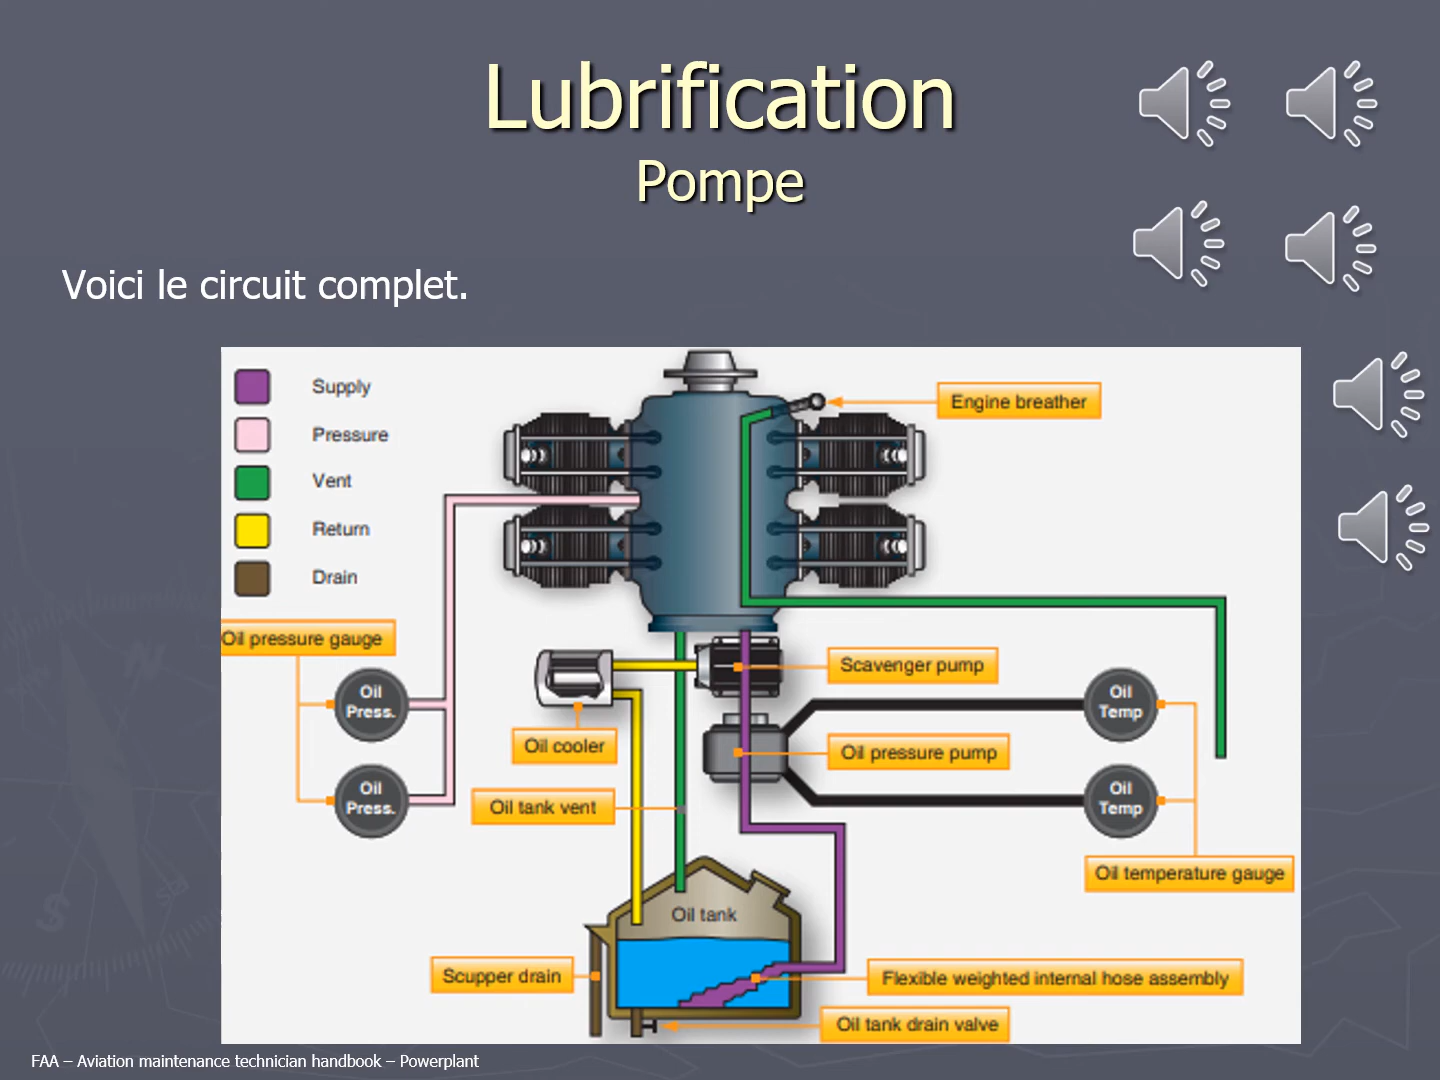 Lubrification
Pompe
Voici le circuit complet.
Supply
Pressure
Vent
Return
Drain
Engine breather
Oil pressure gauge
Oil
Press.
Oil
Press.
Oil cooler
Oil tank vent
Scavenger pump
Oil pressure pump
Oil
Temp
Oil
Temp
Oil temperature gauge
Oil tank
Scupper drain
Flexible weighted internal hose assembly
Oil tank drain valve
FAA – Aviation maintenance technician handbook – Powerplant